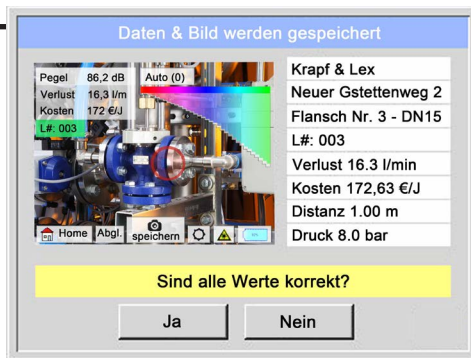 Daten & Bild werden gespeichert
Pegel 86,2 dB Auto (0)
Verlust 16,3 l/m
Kosten 172 €/J
L#: 003
Home Abgl. speichern
Krapf & Lex
Neuer Gstettenweg 2
Flansch Nr. 3 - DN15
L#: 003
Verlust 16.3 l/min
Kosten 172,63 €/J
Distanz 1.00 m
Druck 8.0 bar
Sind alle Werte korrekt?
Ja Nein